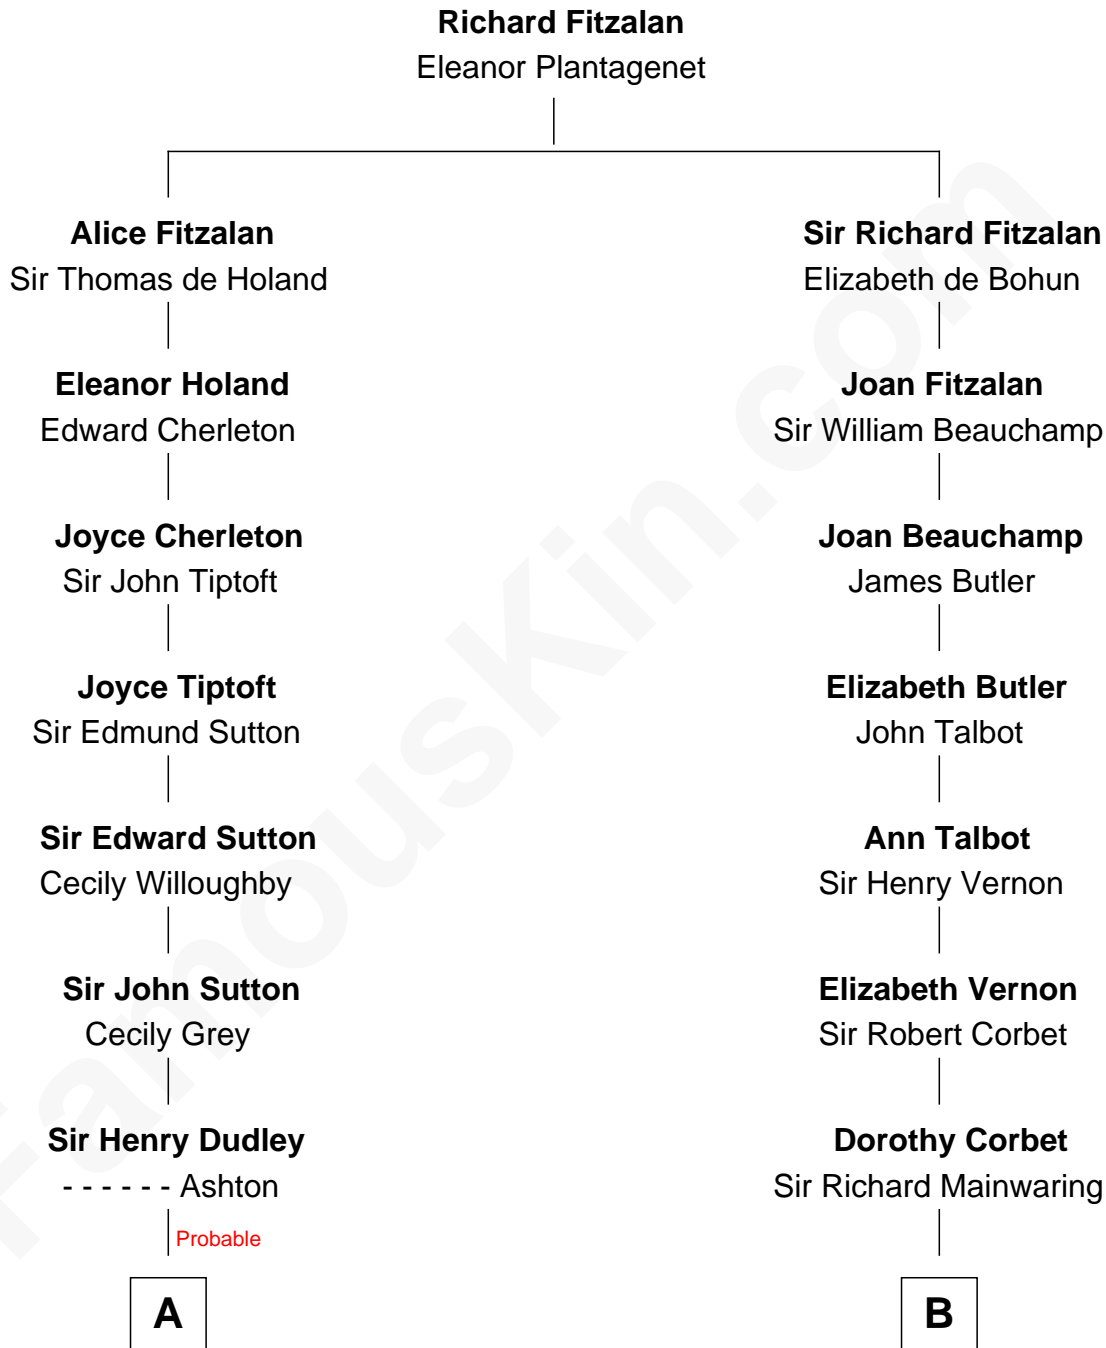 Richard Fitzalan
Eleanor Plantagenet
Alice Fitzalan
Sir Thomas de Holand
Sir Richard Fitzalan
Elizabeth de Bohun
Eleanor Holand
Edward Cherleton
Joan Fitzalan
Sir William Beauchamp
Joyce Cherleton
Sir John Tiptoft
Joan Beauchamp
James Butler
Joyce Tiptoft
Sir Edmund Sutton
Elizabeth Butler
John Talbot
Sir Edward Sutton
Cecily Willoughby
Ann Talbot
Sir Henry Vernon
Sir John Sutton
Cecily Grey
Elizabeth Vernon
Sir Robert Corbet
Sir Henry Dudley
- - - - - - Ashton
Dorothy Corbet
Sir Richard Mainwaring
Probable
A
B
FamousKin.com